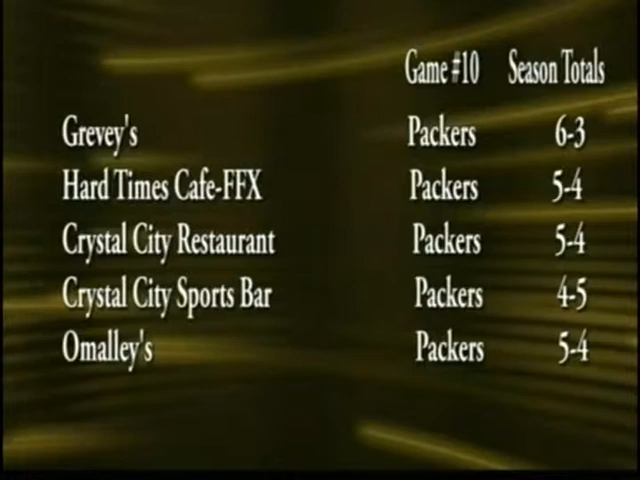 Game #10 Season Totals
Grevey's Packers 6-3
Hard Times Cafe-FFX Packers 5-4
Crystal City Restaurant Packers 5-4
Crystal City Sports Bar Packers 4-5
Omalley's Packers 5-4